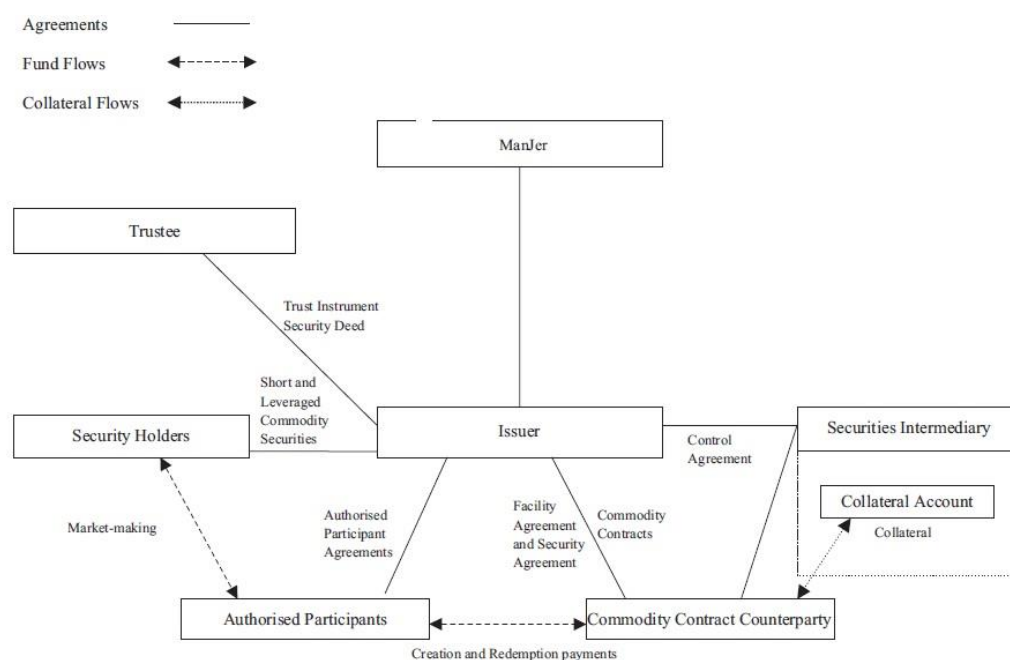 Agreements
Fund Flows
Collateral Flows
ManJer
Trustee
Trust Instrument
Security Deed
Short and
Leveraged
Commodity
Securities
Security Holders
Issuer
Control
Agreement
Securities Intermediary
Collateral Account
Collateral
Market-making
Authorised
Participant
Agreements
Facility
Agreement
and Security
Agreement
Commodity
Contracts
Authorised Participants
Commodity Contract Counterparty
Creation and Redemption payments